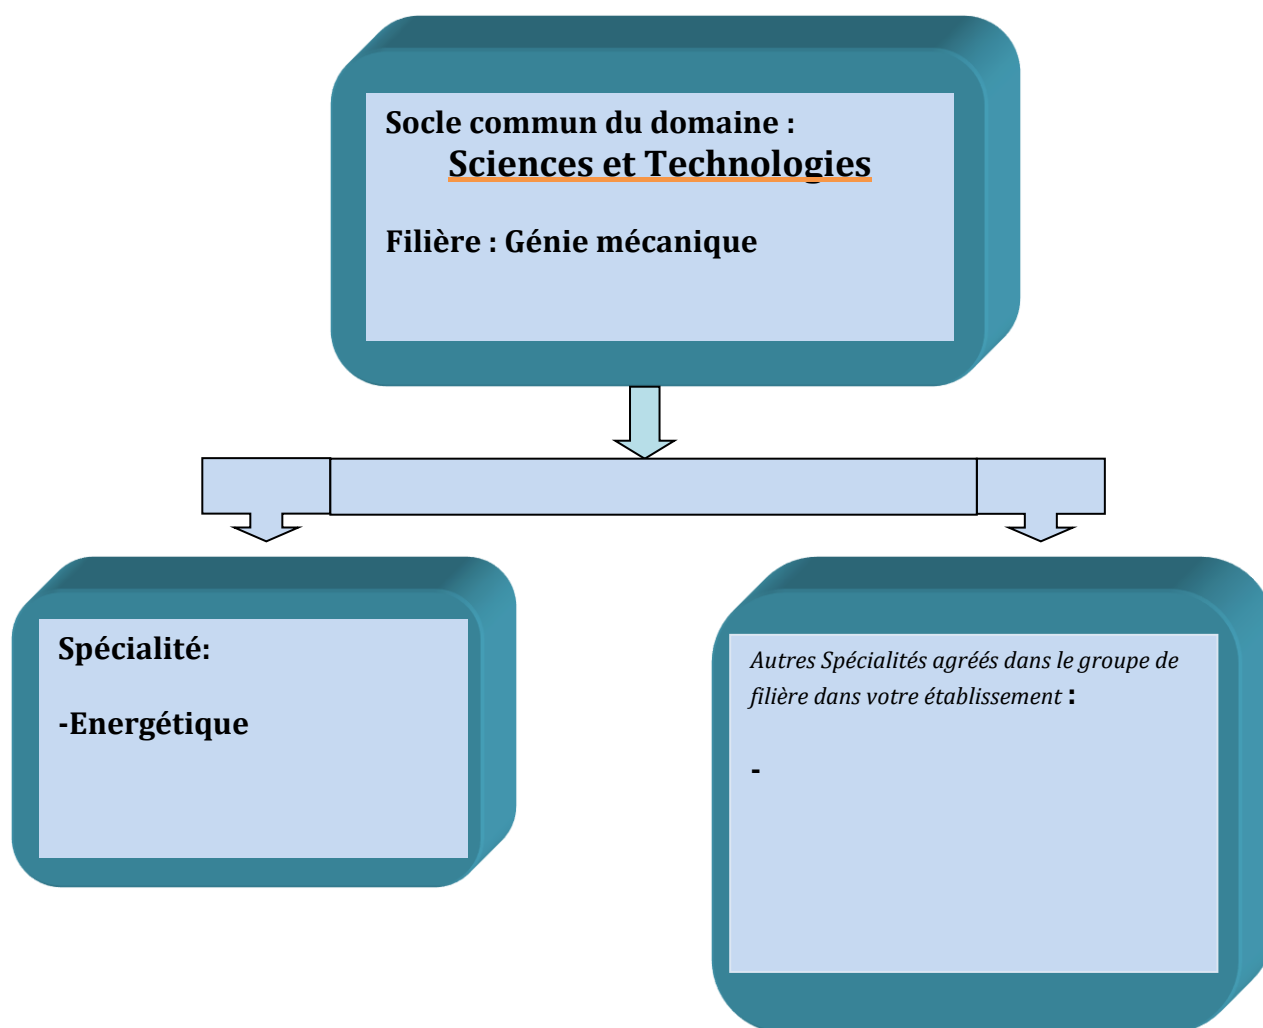 Socle commun du domaine :
Sciences et Technologies
Filière : Génie mécanique
Spécialité:
-Energétique
Autres Spécialités agréés dans le groupe de
filière dans votre établissement :
-